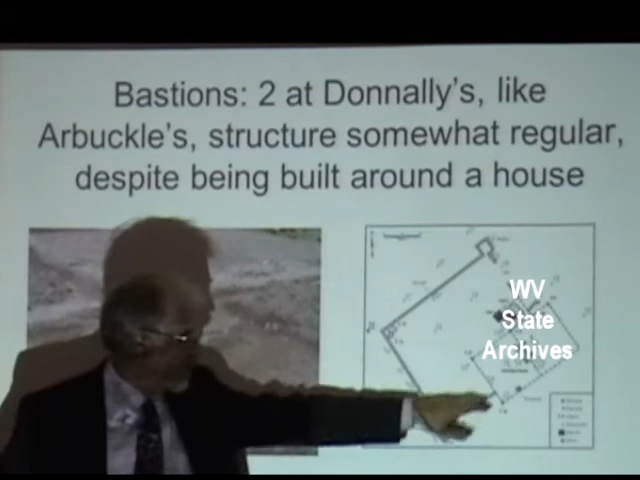 Bastions: 2 at Donnally's, like
Arbuckle's, structure somewhat regular,
despite being built around a house
WV
State
Archives